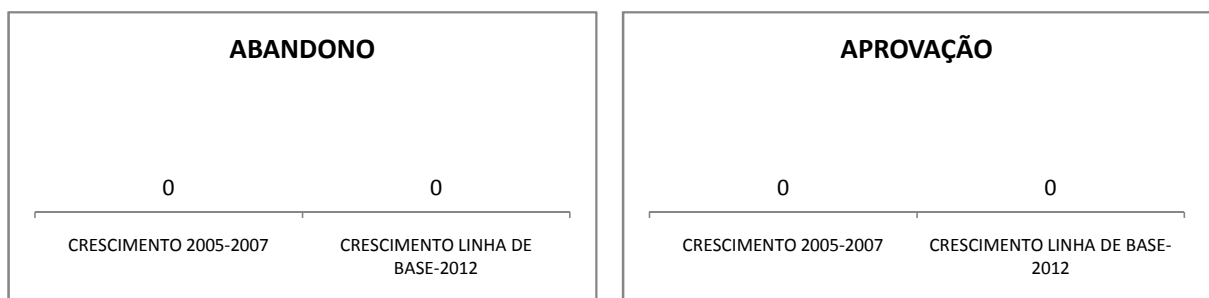 ABANDONO
0
0
CRESCIMENTO 2005-2007
CRESCIMENTO LINHA DE
BASE-2012
APROVAÇÃO
0
0
CRESCIMENTO 2005-2007
CRESCIMENTO LINHA DE BASE-
2012